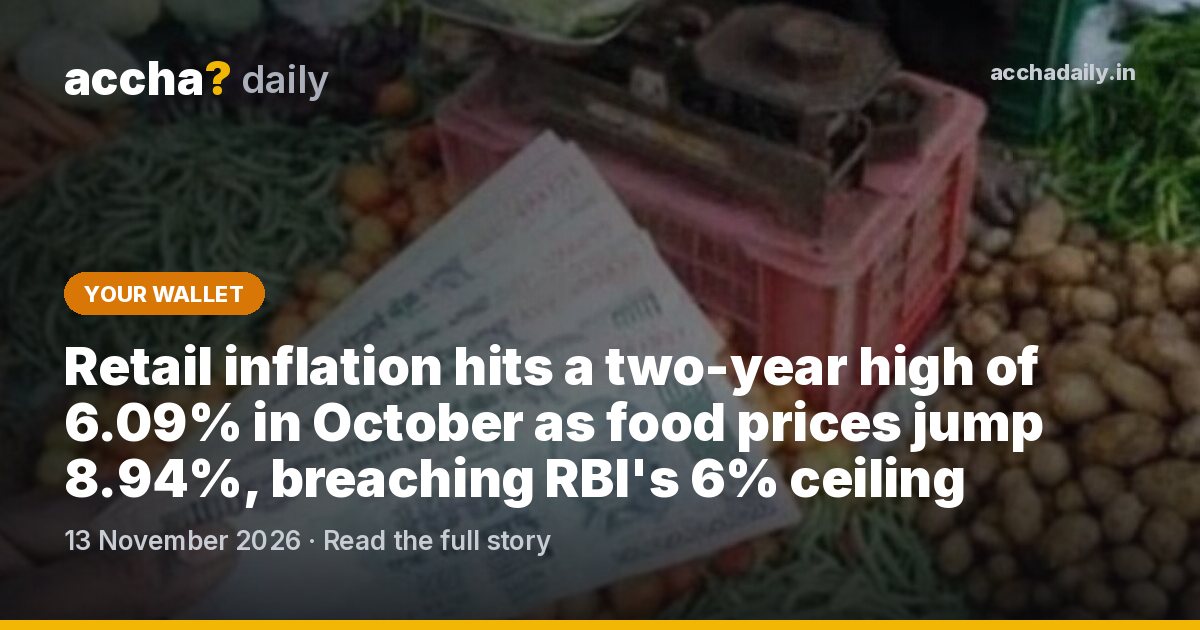 accha? daily
acchadaily.in
YOUR WALLET
Retail inflation hits a two-year high of
6.09% in October as food prices jump
8.94%, breaching RBI's 6% ceiling
13 November 2026 · Read the full story